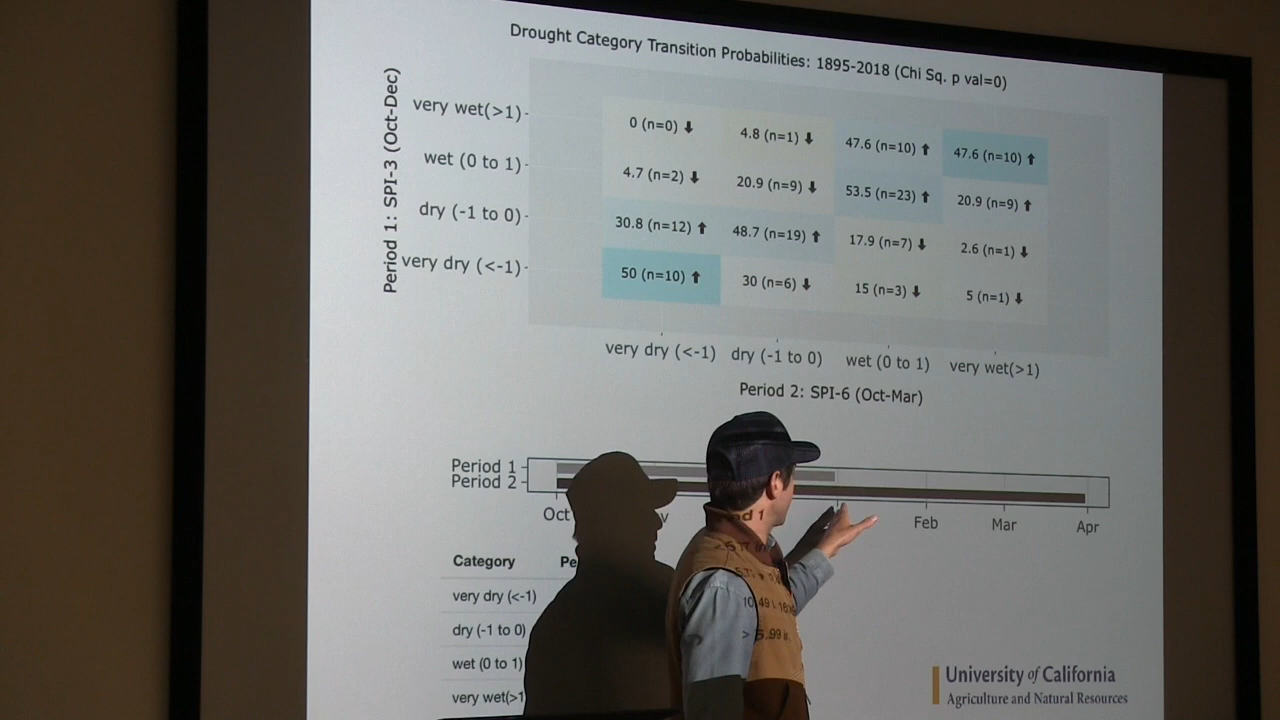 Drought Category Transition Probabilities: 1895-2018 (Chi Sq. p val=0)
Period 1: SPI-3 (Oct-Dec)
very wet(>1) 0 (n=0) ⬇ 4.8 (n=1) ⬇ 47.6 (n=10) ⬆ 47.6 (n=10) ⬆
wet (0 to 1) 4.7 (n=2) ⬇ 20.9 (n=9) ⬇ 53.5 (n=23) ⬆ 20.9 (n=9) ⬆
dry (-1 to 0) 30.8 (n=12) ⬆ 48.7 (n=19) ⬆ 17.9 (n=7) ⬇ 2.6 (n=1) ⬇
very dry (<-1) 50 (n=10) ⬆ 30 (n=6) ⬇ 15 (n=3) ⬇ 5 (n=1) ⬇
very dry (<-1) dry (-1 to 0) wet (0 to 1) very wet(>1)
Period 2: SPI-6 (Oct-Mar)
Period 1
Period 2
Oct Feb Mar Apr
Category
very dry (<-1)
dry (-1 to 0)
wet (0 to 1)
very wet(>1
University of California
Agriculture and Natural Resources